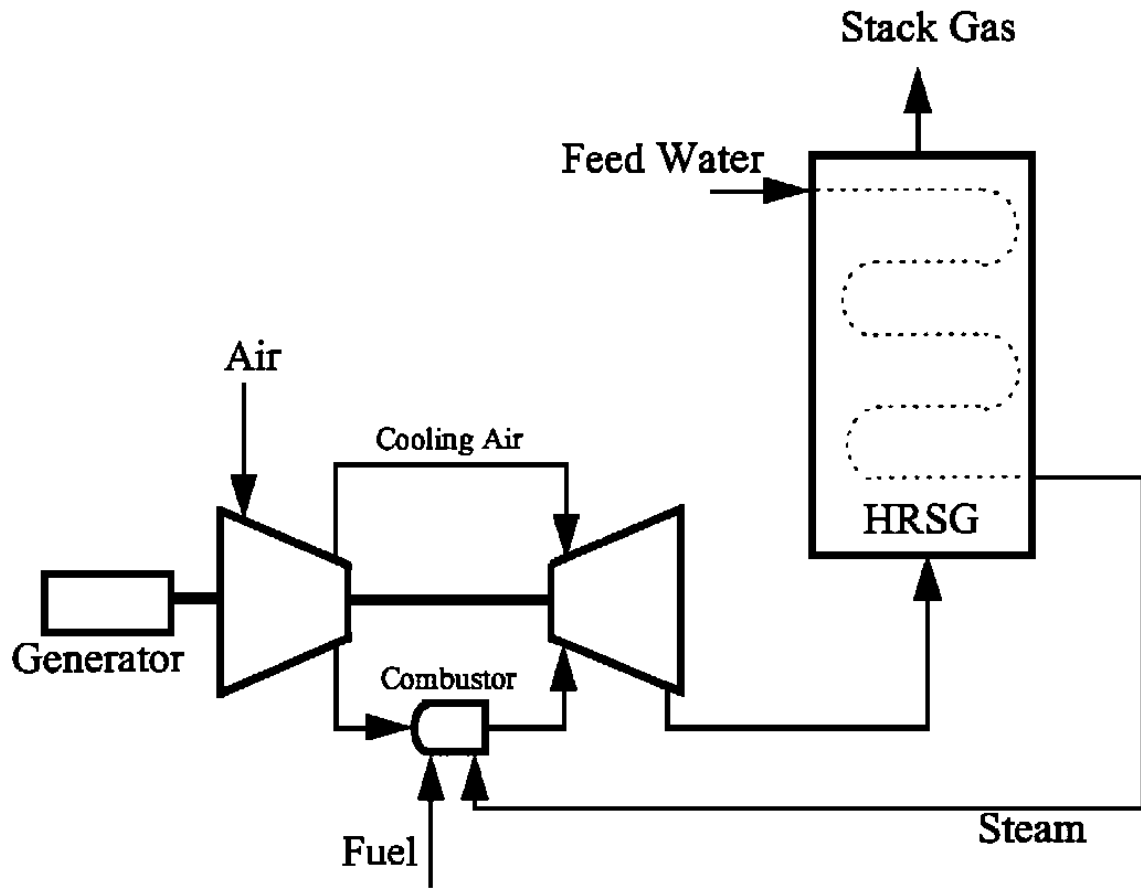 Stack Gas
Feed Water
Air
Cooling Air
HRSG
Generator
Combustor
Steam
Fuel